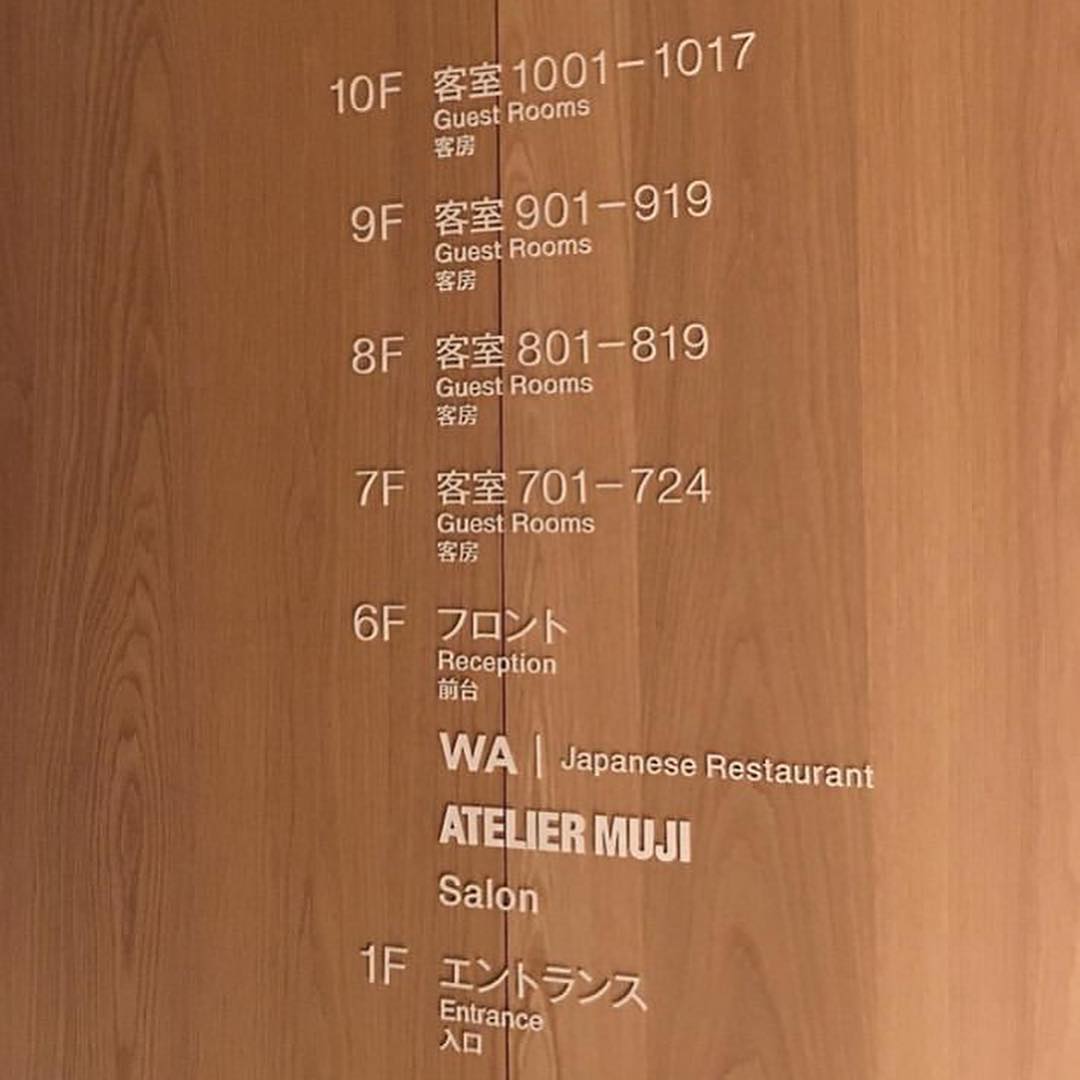 10F 客室 1001-1017
Guest Rooms
客房
9F 客室 901-919
Guest Rooms
客房
8F 客室 801-819
Guest Rooms
客房
7F 客室 701-724
Guest Rooms
客房
6F フロント
Reception
前台
WA | Japanese Restaurant
ATELIER MUJI
Salon
1F エントランス
Entrance
入口